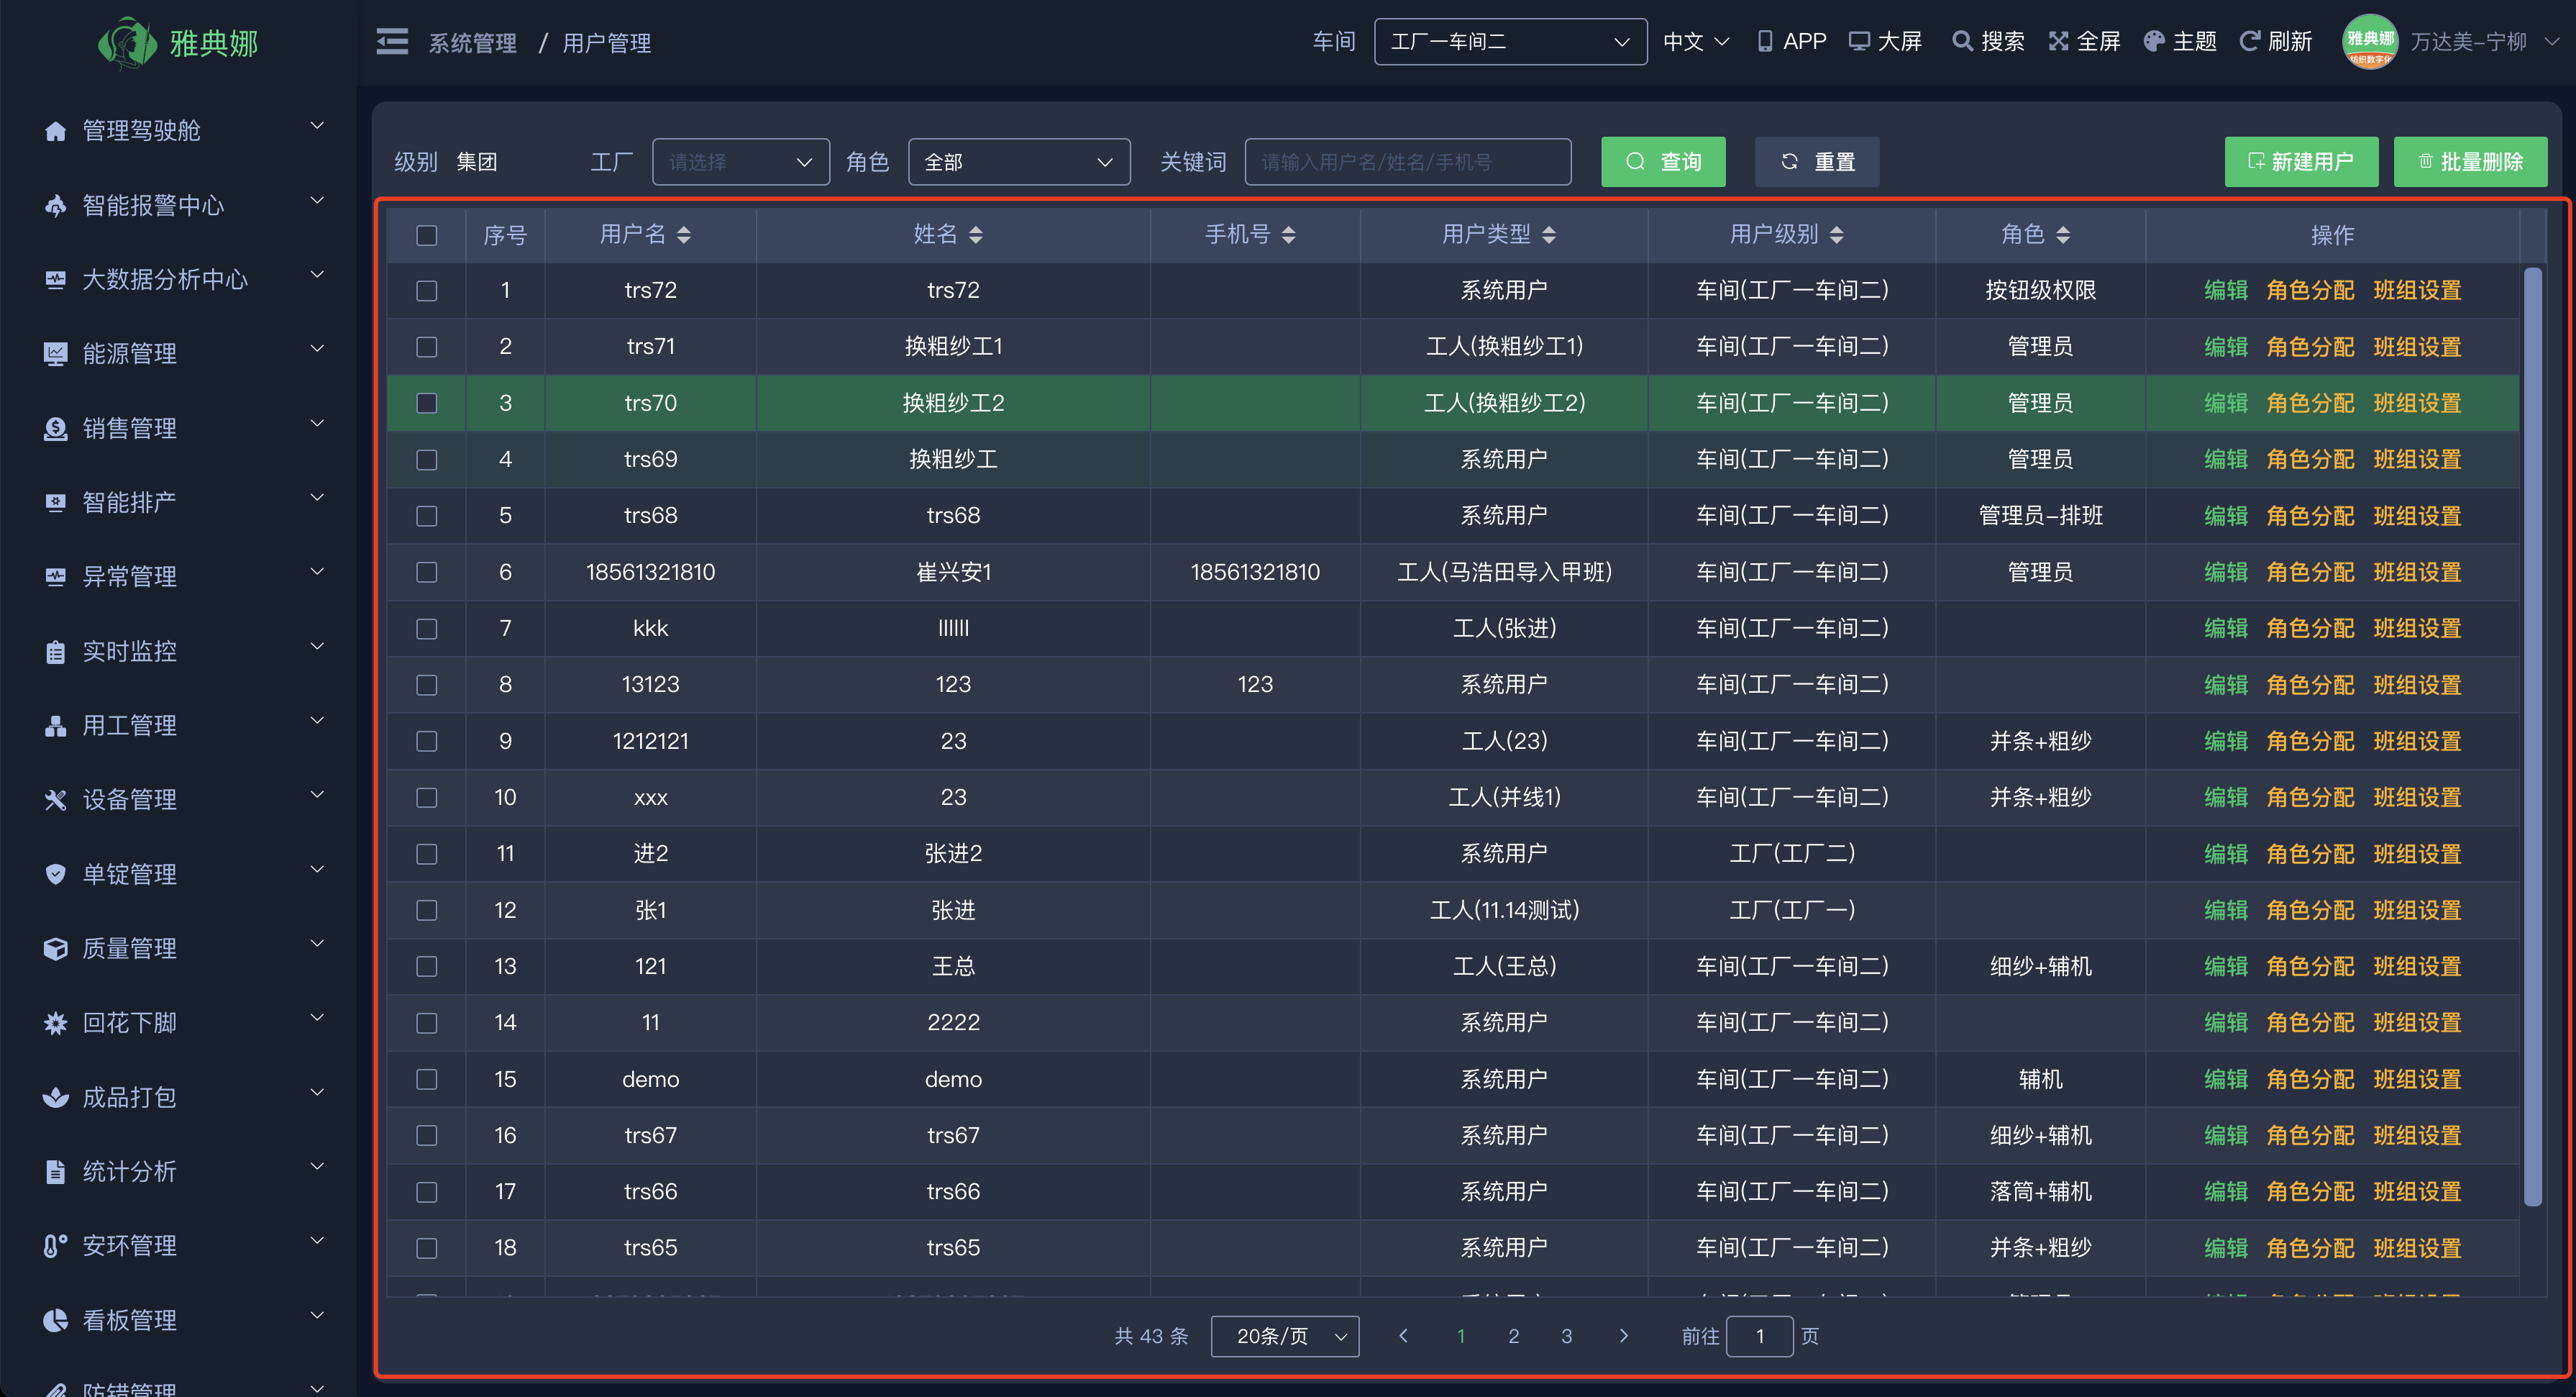 雅典娜
系统管理 / 用户管理
车间 工厂一车间二 中文 APP 大屏 搜索 全屏 主题 刷新 雅典娜 纺织数字化 万达美-宁柳
管理驾驶舱
智能报警中心
大数据分析中心
能源管理
销售管理
智能排产
异常管理
实时监控
用工管理
设备管理
单锭管理
质量管理
回花下脚
成品打包
统计分析
安环管理
看板管理
防错管理
级别 集团 工厂 请选择 角色 全部 关键词 请输入用户名/姓名/手机号 查询 重置 新建用户 批量删除
序号 用户名 姓名 手机号 用户类型 用户级别 角色 操作
1 trs72 trs72 系统用户 车间(工厂一车间二) 按钮级权限 编辑 角色分配 班组设置
2 trs71 换粗纱工1 工人(换粗纱工1) 车间(工厂一车间二) 管理员 编辑 角色分配 班组设置
3 trs70 换粗纱工2 工人(换粗纱工2) 车间(工厂一车间二) 管理员 编辑 角色分配 班组设置
4 trs69 换粗纱工 系统用户 车间(工厂一车间二) 管理员 编辑 角色分配 班组设置
5 trs68 trs68 系统用户 车间(工厂一车间二) 管理员-排班 编辑 角色分配 班组设置
6 18561321810 崔兴安1 18561321810 工人(马浩田导入甲班) 车间(工厂一车间二) 管理员 编辑 角色分配 班组设置
7 kkk llllll 工人(张进) 车间(工厂一车间二) 编辑 角色分配 班组设置
8 13123 123 123 系统用户 车间(工厂一车间二) 编辑 角色分配 班组设置
9 1212121 23 工人(23) 车间(工厂一车间二) 并条+粗纱 编辑 角色分配 班组设置
10 xxx 23 工人(并线1) 车间(工厂一车间二) 并条+粗纱 编辑 角色分配 班组设置
11 进2 张进2 系统用户 工厂(工厂二) 编辑 角色分配 班组设置
12 张1 张进 工人(11.14测试) 工厂(工厂一) 编辑 角色分配 班组设置
13 121 王总 工人(王总) 车间(工厂一车间二) 细纱+辅机 编辑 角色分配 班组设置
14 11 2222 系统用户 车间(工厂一车间二) 编辑 角色分配 班组设置
15 demo demo 系统用户 车间(工厂一车间二) 辅机 编辑 角色分配 班组设置
16 trs67 trs67 系统用户 车间(工厂一车间二) 细纱+辅机 编辑 角色分配 班组设置
17 trs66 trs66 系统用户 车间(工厂一车间二) 落筒+辅机 编辑 角色分配 班组设置
18 trs65 trs65 系统用户 车间(工厂一车间二) 并条+粗纱 编辑 角色分配 班组设置
共 43 条 20条/页 1 2 3 前往 1 页